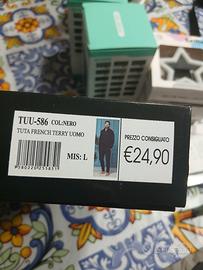 TUU-586 COL:NERO
TUTA FRENCH TERRY UOMO
MIS: L
PREZZO CONSIGLIATO
€24,90